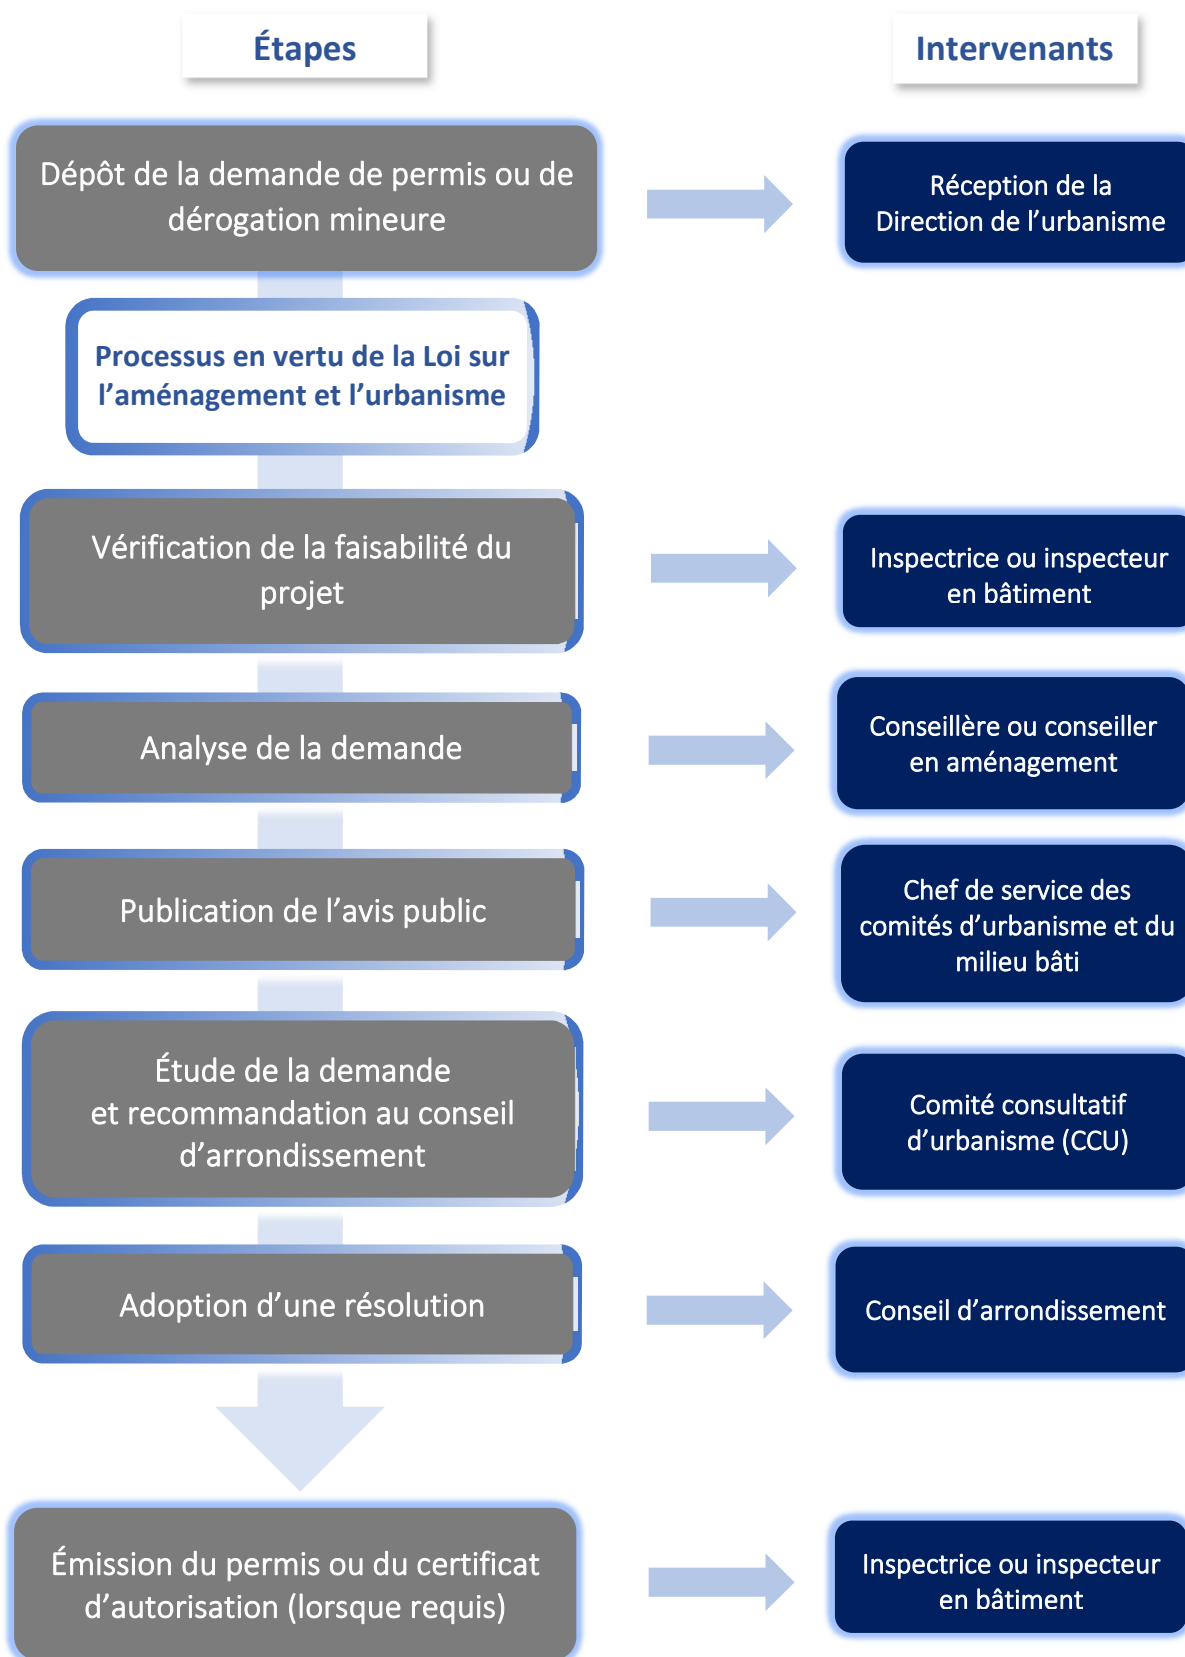 Étapes
Intervenants
Dépôt de la demande de permis ou de
dérogation mineure
Réception de la
Direction de l’urbanisme
Processus en vertu de la Loi sur
l’aménagement et l’urbanisme
Vérification de la faisabilité du
projet
Inspectrice ou inspecteur
en bâtiment
Analyse de la demande
Conseillère ou conseiller
en aménagement
Publication de l’avis public
Chef de service des
comités d’urbanisme et du
milieu bâti
Étude de la demande
et recommandation au conseil
d’arrondissement
Comité consultatif
d’urbanisme (CCU)
Adoption d’une résolution
Conseil d’arrondissement
Émission du permis ou du certificat
d’autorisation (lorsque requis)
Inspectrice ou inspecteur
en bâtiment